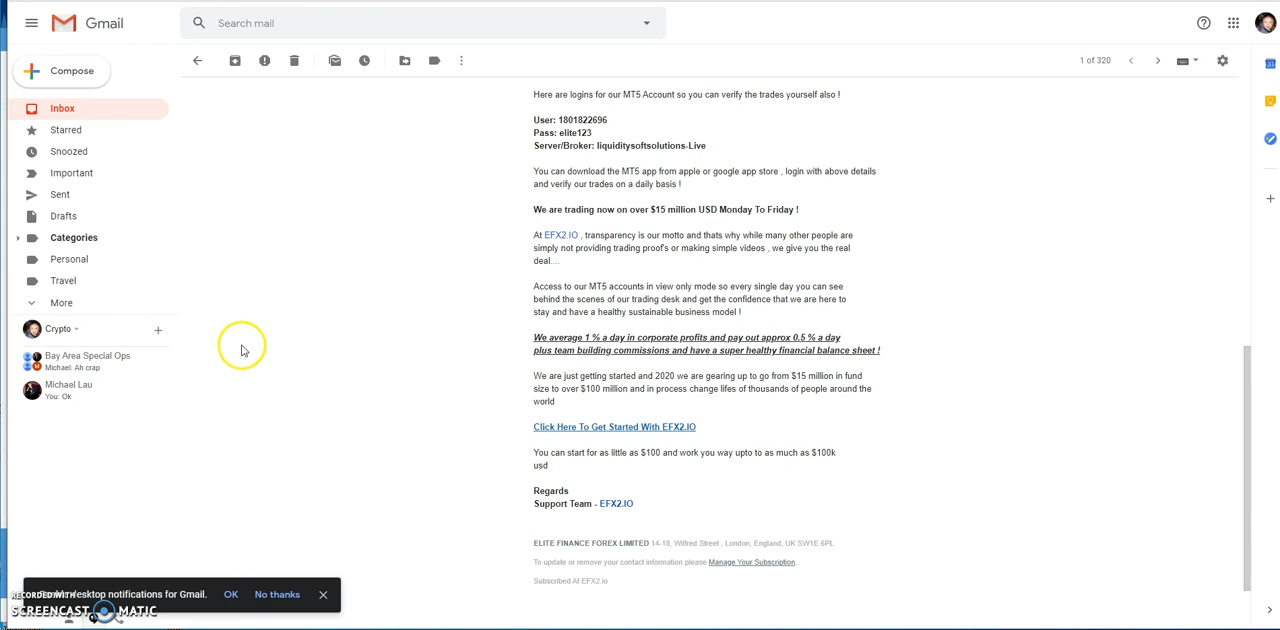 Gmail
Search mail
Compose
1 of 320
Inbox
Starred
Snoozed
Important
Sent
Drafts
Categories
Personal
Travel
More
Crypto
Bay Area Special Ops
Michael: Ah crap
Michael Lau
You: Ok
Here are logins for our MT5 Account so you can verify the trades yourself also !
User: 1801822696
Pass: elite123
Server/Broker: liquiditysoftsolutions-Live
You can download the MT5 app from apple or google app store , login with above details
and verify our trades on a daily basis !
We are trading now on over $15 million USD Monday To Friday !
At EFX2.IO , transparency is our motto and thats why while many other people are
simply not providing trading proof's or making simple videos , we give you the real
deal....
Access to our MT5 accounts in view only mode so every single day you can see
behind the scenes of our trading desk and get the confidence that we are here to
stay and have a healthy sustainable business model !
We average 1 % a day in corporate profits and pay out approx 0.5 % a day
plus team building commissions and have a super healthy financial balance sheet !
We are just getting started and 2020 we are gearing up to go from $15 million in fund
size to over $100 million and in process change lifes of thousands of people around the
world
Click Here To Get Started With EFX2.IO
You can start for as little as $100 and work you way upto to as much as $100k
usd
Regards
Support Team - EFX2.IO
ELITE FINANCE FOREX LIMITED 14-18, Wilfred Street , London, England, UK SW1E 6PL
To update or remove your contact information please Manage Your Subscription.
Subscribed At EFX2.io
desktop notifications for Gmail. OK No thanks
RECORDED WITH
SCREENCAST MATIC